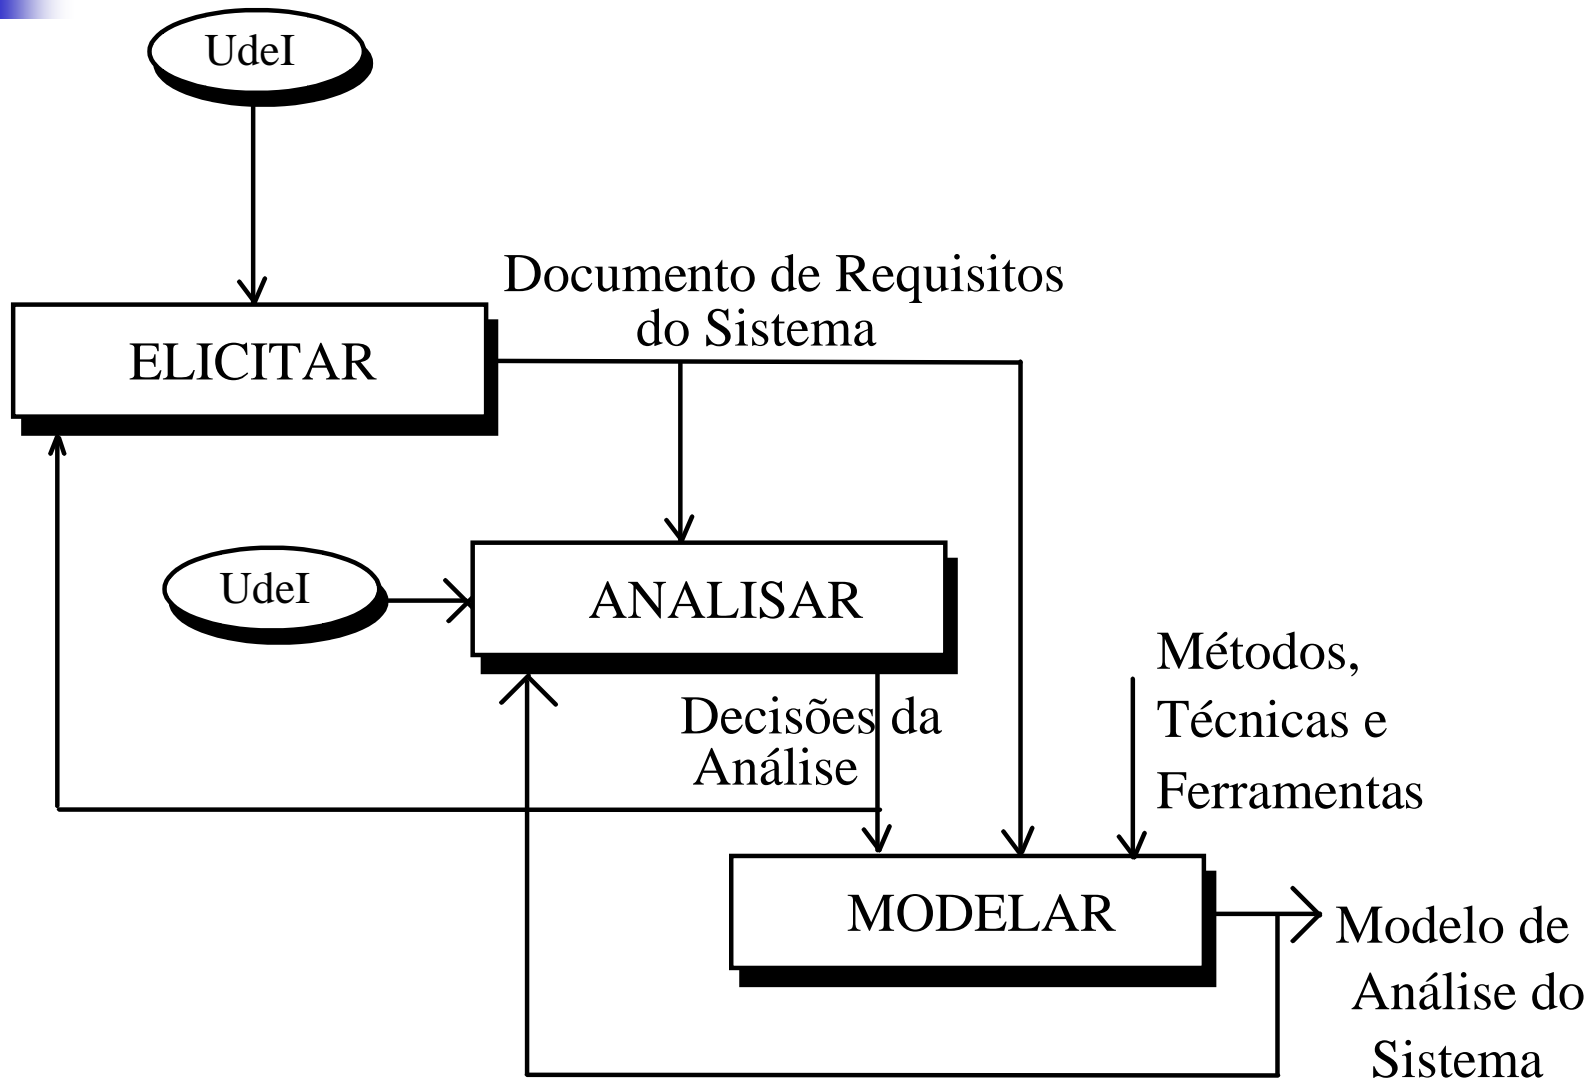 UdeI
Documento de Requisitos
do Sistema
ELICITAR
UdeI
ANALISAR
Decisões da
Análise
Métodos,
Técnicas e
Ferramentas
MODELAR
Modelo de
Análise do
Sistema